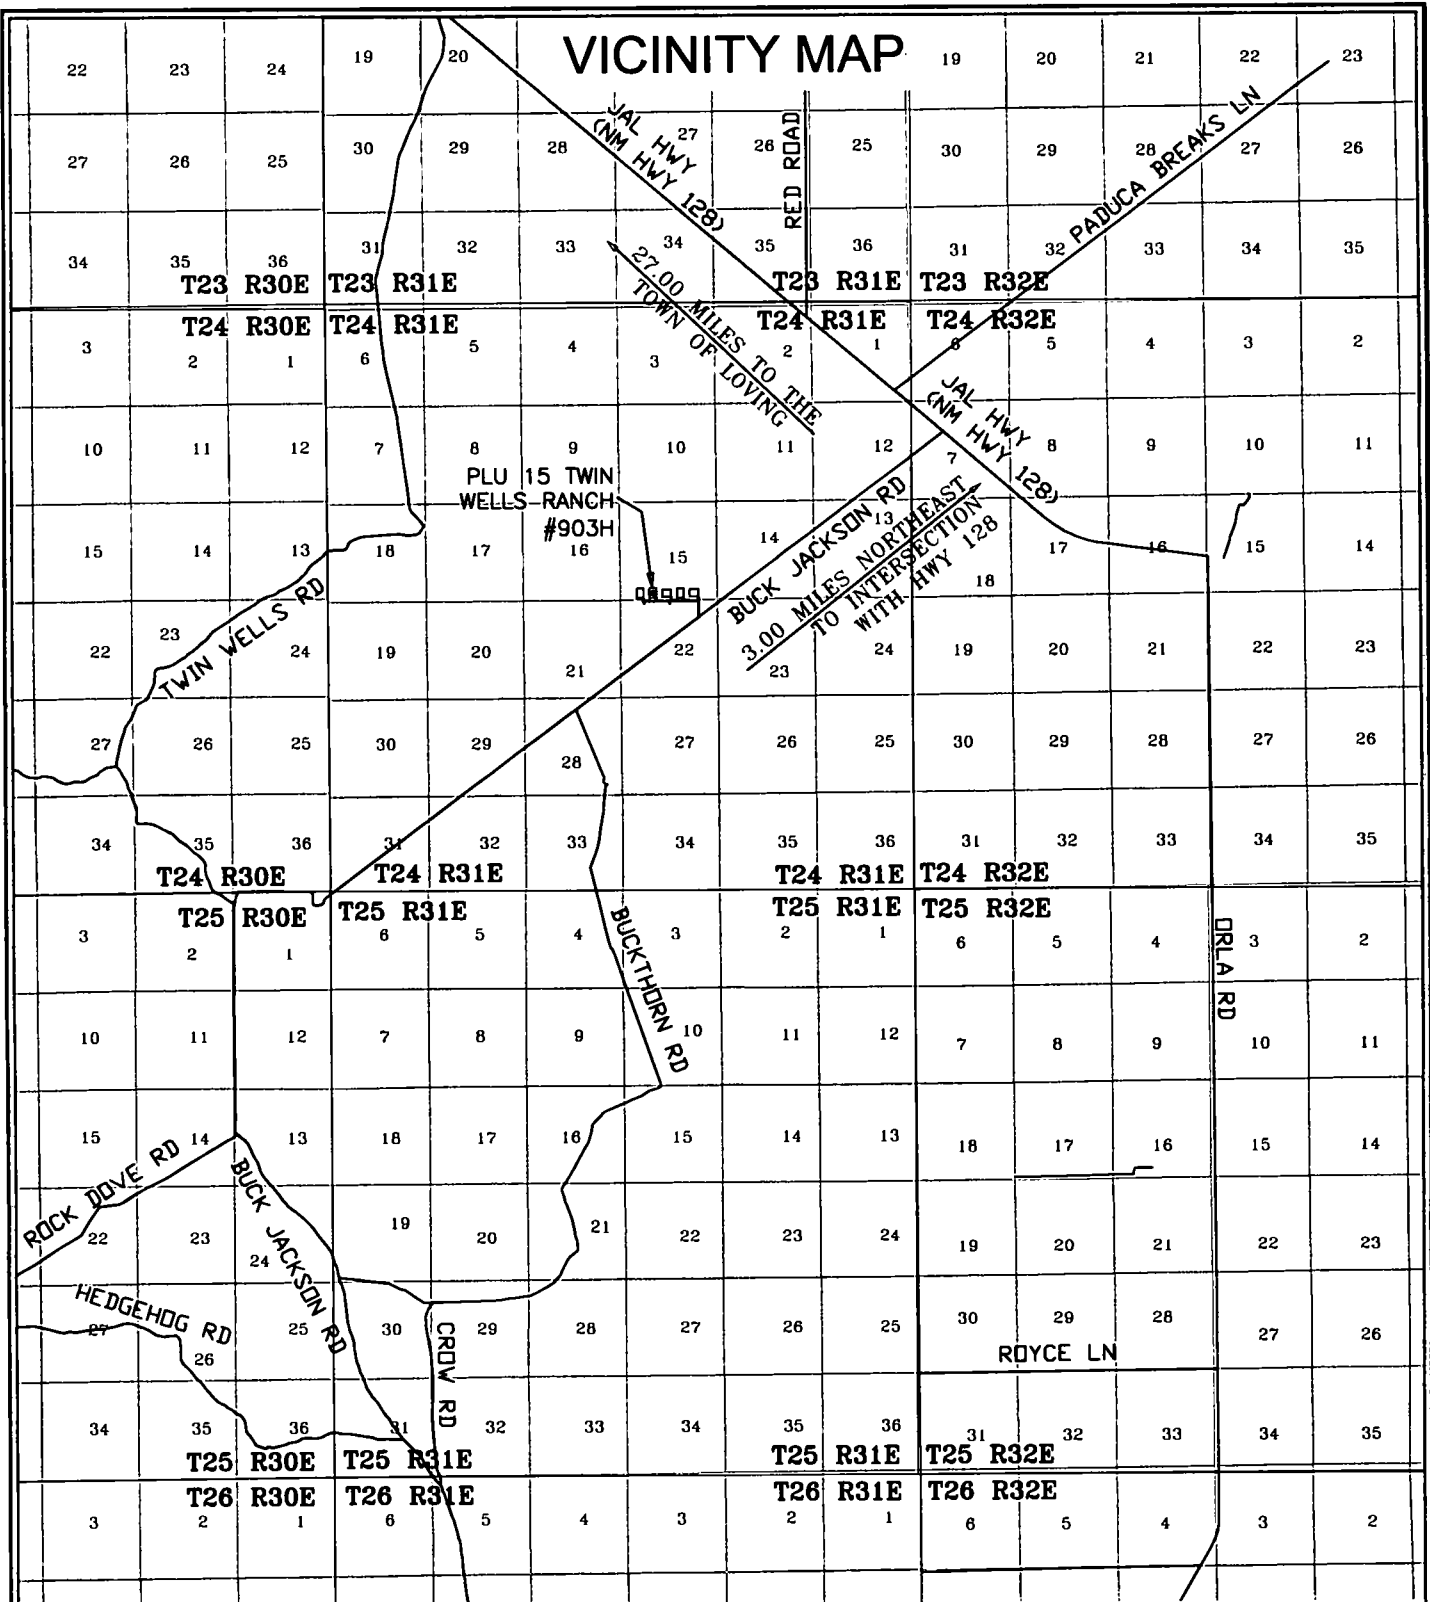 VICINITY MAP
22 23 24 19 20 19 20 21 22 23
JAL HWY
(NM HWY 128)
RED ROAD
PADUCA BREAKS LN
27 26 25 30 29 28 27 26 25 30 29 28 27 26
34 35 36 31 32 33 34 35 36 31 32 33 34 35
T23 R30E T23 R31E T23 R31E T23 R32E
27.00 MILES TO THE
TOWN OF LOVING
T24 R30E T24 R31E T24 R31E T24 R32E
3 2 1 6 5 4 3 2 1 6 5 4 3 2
JAL HWY
(NM HWY 128)
10 11 12 7 8 9 10 11 12 7 8 9 10 11
PLU 15 TWIN
WELLS RANCH
#903H
BUCK JACKSON RD
3.00 MILES NORTHEAST
TO INTERSECTION
WITH HWY 128
15 14 13 18 17 16 15 14 13 18 17 16 15 14
TWIN WELLS RD
22 23 24 19 20 21 22 23 24 19 20 21 22 23
27 26 25 30 29 28 27 26 25 30 29 28 27 26
34 35 36 31 32 33 34 35 36 31 32 33 34 35
T24 R30E T24 R31E T24 R31E T24 R32E
T25 R30E T25 R31E T25 R31E T25 R32E
3 2 1 6 5 4 3 2 1 6 5 4 3 2
BUCKTHORN RD
ORLA RD
10 11 12 7 8 9 10 11 12 7 8 9 10 11
15 14 13 18 17 16 15 14 13 18 17 16 15 14
ROCK DOVE RD
BUCK JACKSON RD
22 23 24 19 20 21 22 23 24 19 20 21 22 23
HEDGEHOG RD
CROW RD
27 26 25 30 29 28 27 26 25 30 29 28 27 26
ROYCE LN
34 35 36 31 32 33 34 35 36 31 32 33 34 35
T25 R30E T25 R31E T25 R31E T25 R32E
T26 R30E T26 R31E T26 R31E T26 R32E
3 2 1 6 5 4 3 2 1 6 5 4 3 2